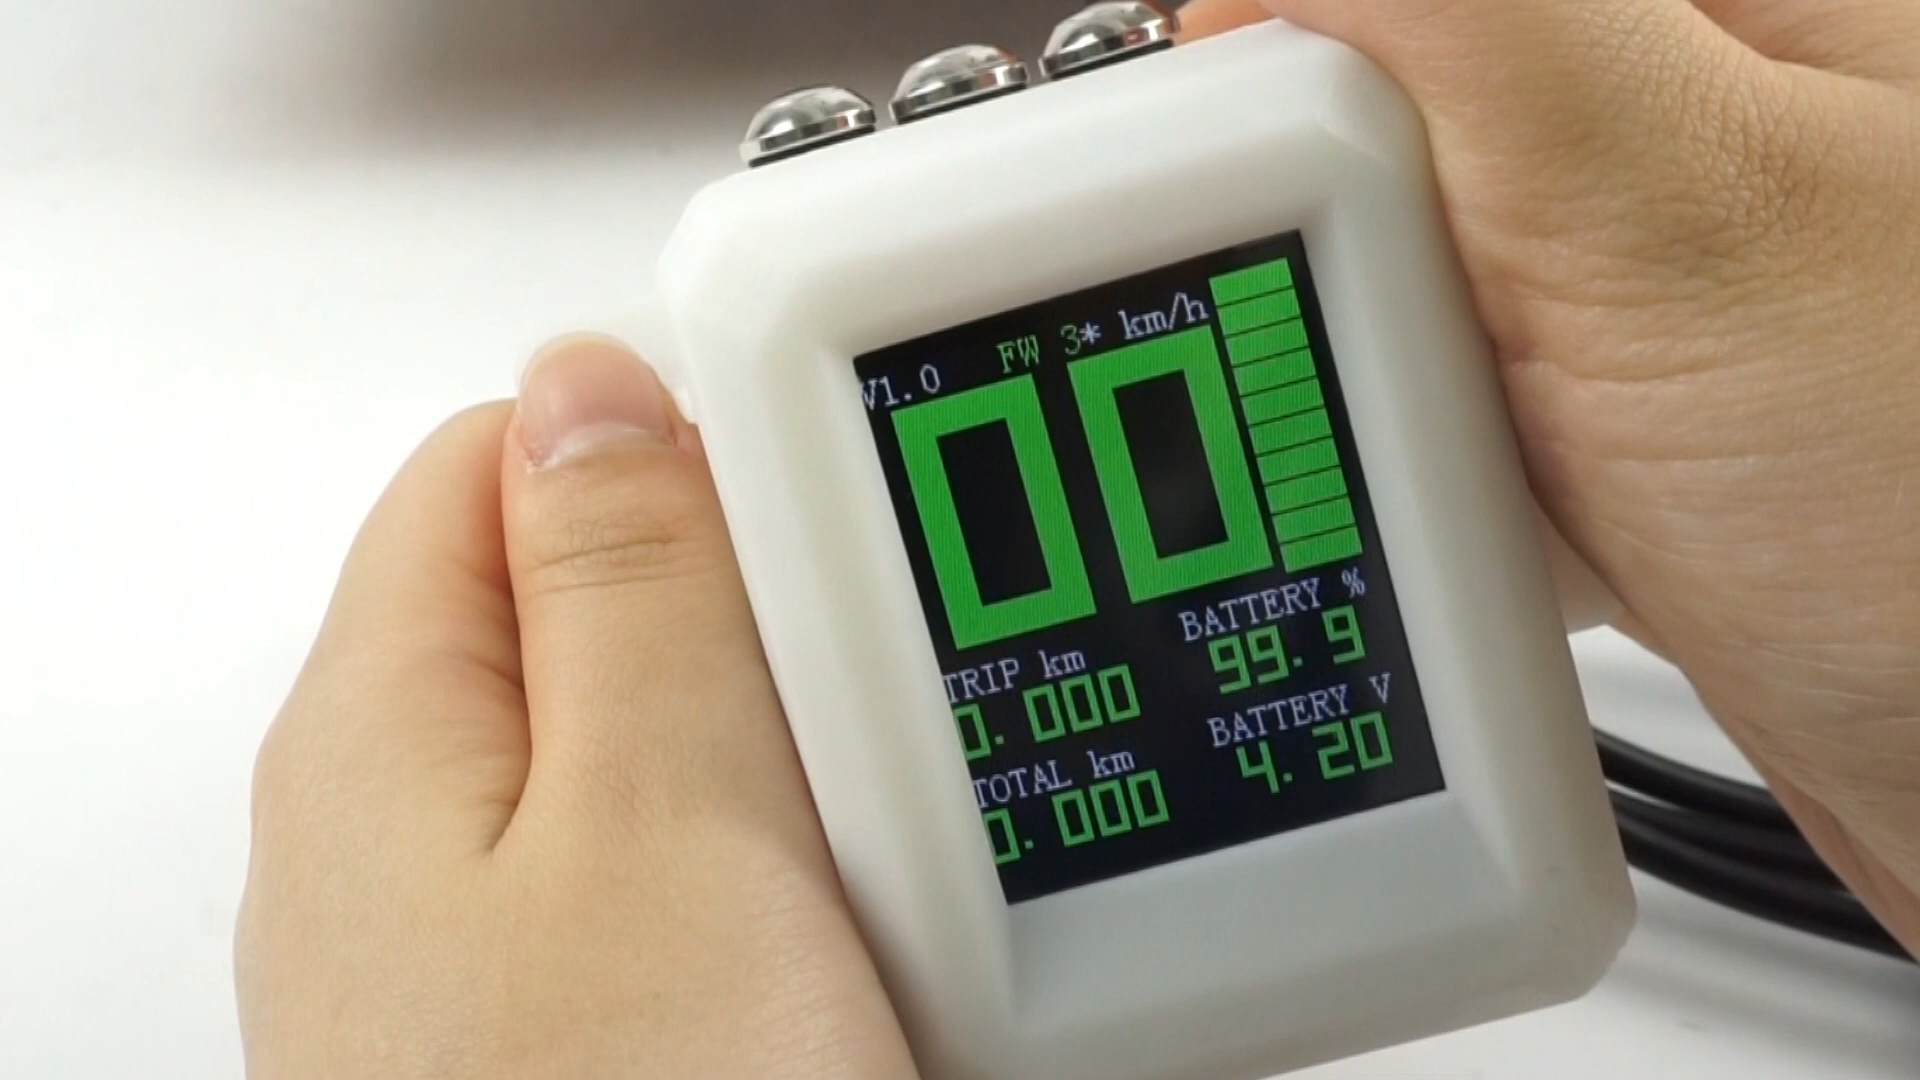 V1.0 FW 3* km/h
00
BATTERY %
99.9
TRIP km
0.000
BATTERY V
4.20
TOTAL km
0.000